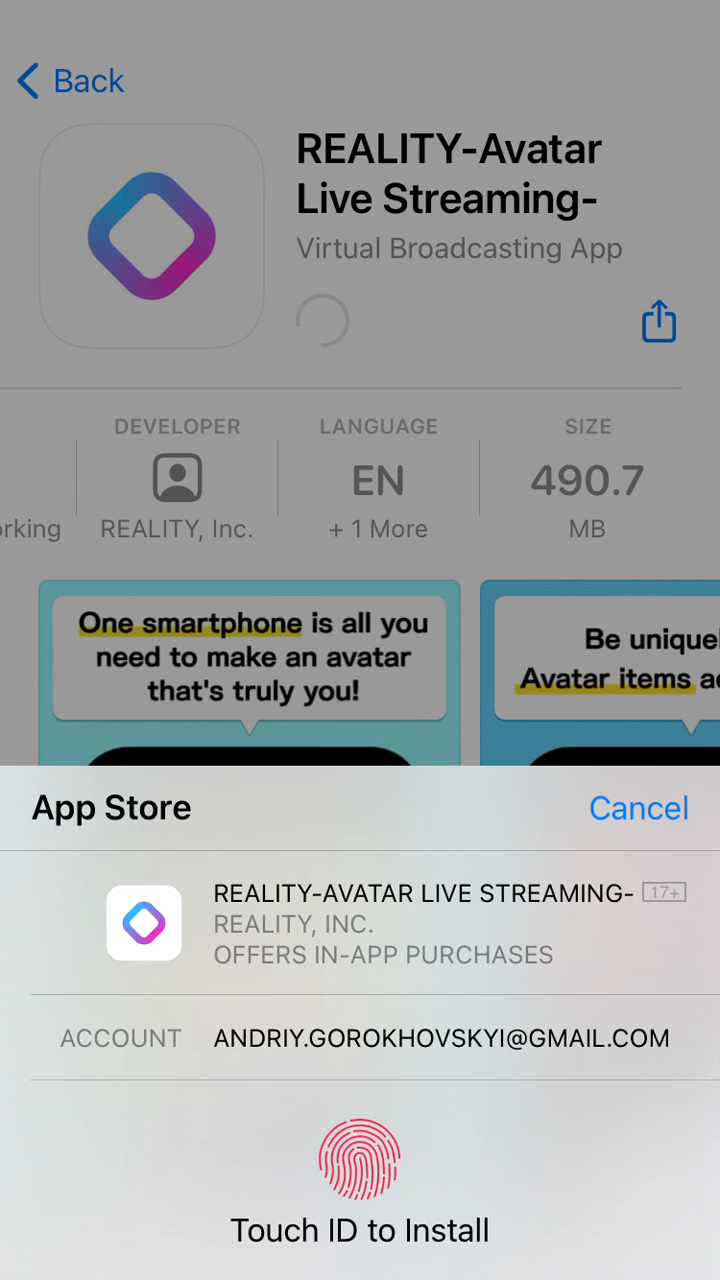 Back
REALITY-Avatar
Live Streaming-
Virtual Broadcasting App
DEVELOPER
LANGUAGE
SIZE
EN
490.7
rking
REALITY, Inc.
+ 1 More
MB
One smartphone is all you
need to make an avatar
that's truly you!
Be unique
Avatar items a
App Store
Cancel
REALITY-AVATAR LIVE STREAMING- 17+
REALITY, INC.
OFFERS IN-APP PURCHASES
ACCOUNT ANDRIY.GOROKHOVSKYI@GMAIL.COM
Touch ID to Install